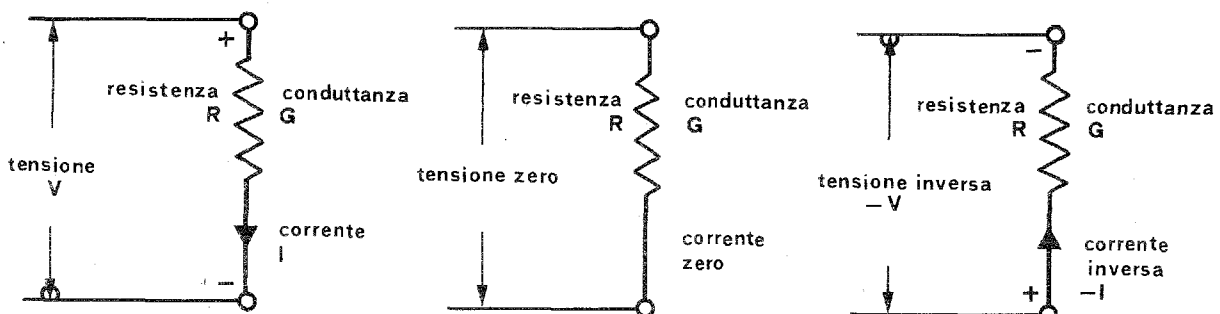 +
resistenza
R
conduttanza
G
tensione
V
corrente
I
-
resistenza
R
conduttanza
G
tensione zero
corrente
zero
-
resistenza
R
conduttanza
G
tensione inversa
-V
corrente
inversa
-I
+